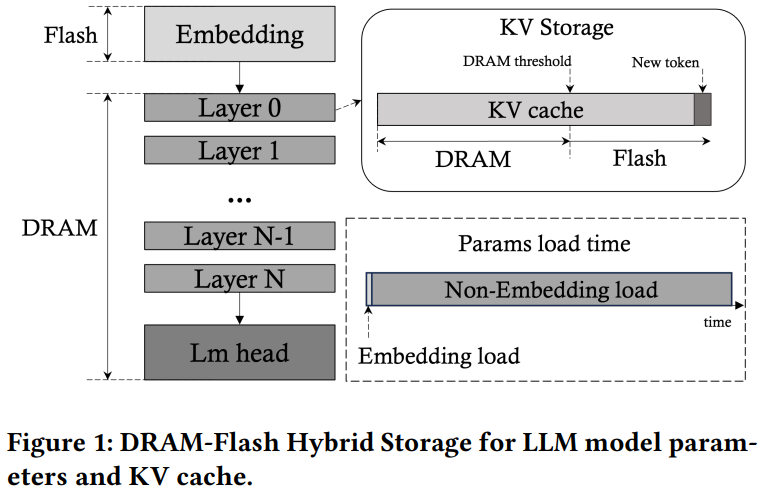 Flash
Embedding
DRAM
Layer 0
Layer 1
...
Layer N-1
Layer N
Lm head
KV Storage
DRAM threshold
New token
KV cache
DRAM
Flash
Params load time
Non-Embedding load
time
Embedding load
Figure 1: DRAM-Flash Hybrid Storage for LLM model param-
eters and KV cache.